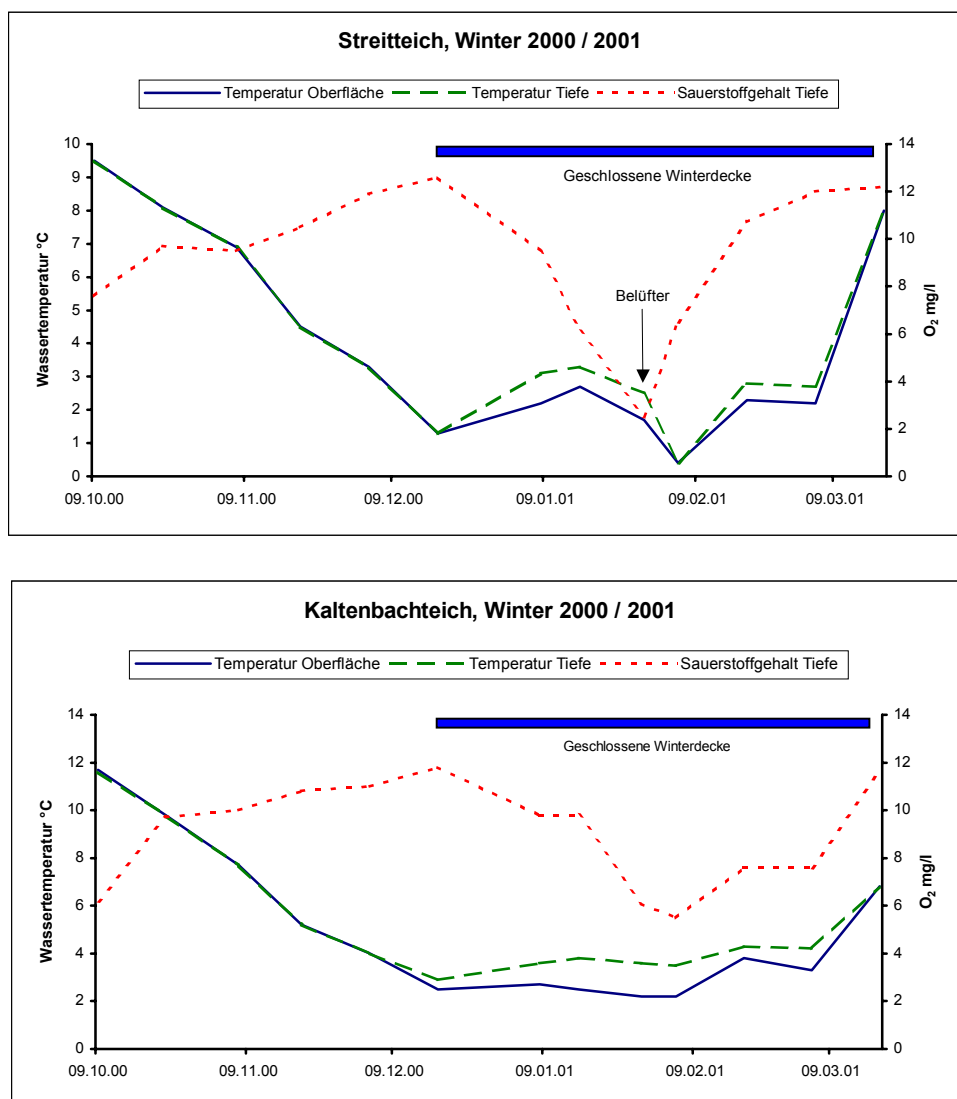 Streitteich, Winter 2000 / 2001
Temperatur Oberfläche Temperatur Tiefe Sauerstoffgehalt Tiefe
10 14
9 12
8
7 10
6 8
5 6
4
3 4
2
1 2
0 0
Wassertemperatur °C
O₂ mg/l
Geschlossene Winterdecke
Belüfter
09.10.00 09.11.00 09.12.00 09.01.01 09.02.01 09.03.01
Kaltenbachteich, Winter 2000 / 2001
Temperatur Oberfläche Temperatur Tiefe Sauerstoffgehalt Tiefe
14 14
12 12
10 10
8 8
6 6
4 4
2 2
0 0
Wassertemperatur °C
O₂ mg/l
Geschlossene Winterdecke
09.10.00 09.11.00 09.12.00 09.01.01 09.02.01 09.03.01